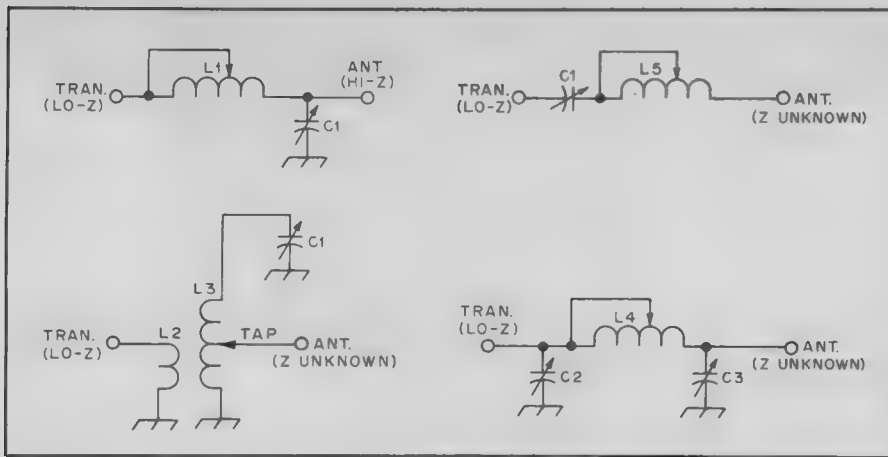 L1
TRAN.
(LO-Z)
ANT
(HI-Z)
C1
C1
L5
TRAN.
(LO-Z)
ANT.
(Z UNKNOWN)
C1
L3
L2
TRAN.
(LO-Z)
TAP
ANT.
(Z UNKNOWN)
L4
TRAN.
(LO-Z)
ANT.
(Z UNKNOWN)
C2
C3